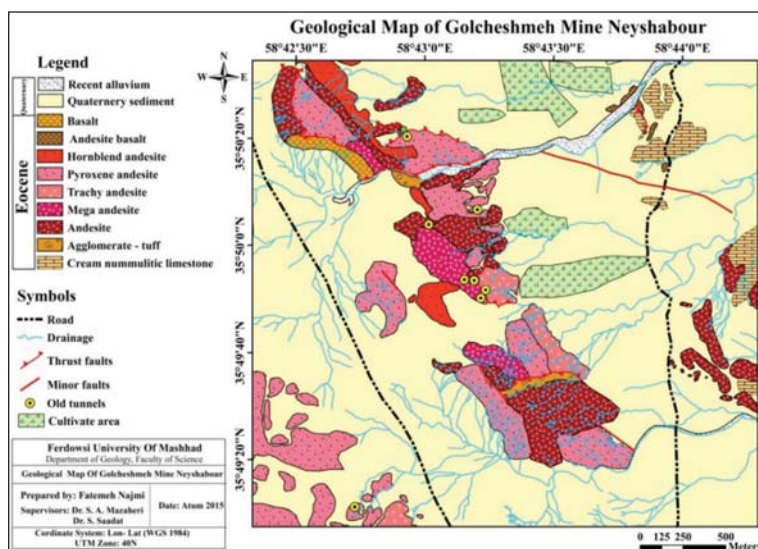 Geological Map of Golcheshmeh Mine Neyshabour
58°42'30"E
58°43'0"E
58°43'30"E
58°44'0"E
35°50'20"N
35°50'0"N
35°49'40"N
35°49'20"N
N
W
E
S
Legend
Quaternary
Recent alluvium
Quaternery sediment
Eocene
Basalt
Andesite basalt
Hornblend andesite
Pyroxene andesite
Trachy andesite
Mega andesite
Andesite
Agglomerate - tuff
Cream nummulitic limestone
Symbols
Road
Drainage
Thrust faults
Minor faults
Old tunnels
Cultivate area
Ferdowsi University Of Mashhad
Department of Geology, Faculty of Science
Geological Map Of Golcheshmeh Mine Neyshabour
Prepared by: Fatemeh Najmi
Supervisors: Dr. S. A. Mazaheri
Dr. S. Saadat
Date: Atum 2015
Cordinate System: Lon- Lat (WGS 1984)
UTM Zone: 40N
0 125 250 500
Meters